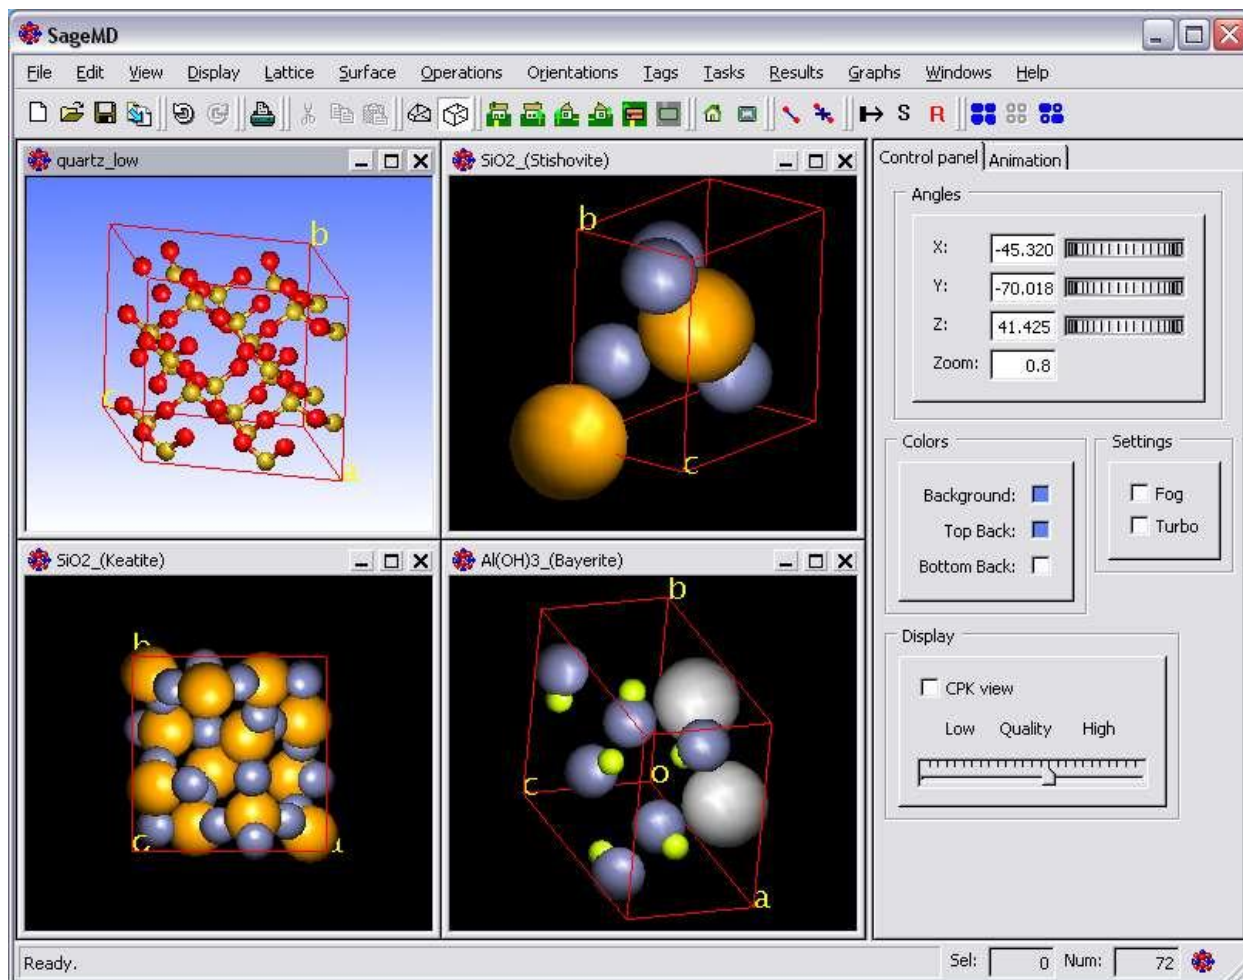 SageMD
File Edit View Display Lattice Surface Operations Orientations Tags Tasks Results Graphs Windows Help
S R
quartz_low
b
c
a
SiO2_(Stishovite)
b
c
SiO2_(Keatite)
b
c
a
Al(OH)3_(Bayerite)
b
c
o
a
Control panel Animation
Angles
X: -45.320
Y: -70.018
Z: 41.425
Zoom: 0.8
Colors
Background:
Top Back:
Bottom Back:
Settings
Fog
Turbo
Display
CPK view
Low Quality High
Ready.
Sel: 0 Num: 72